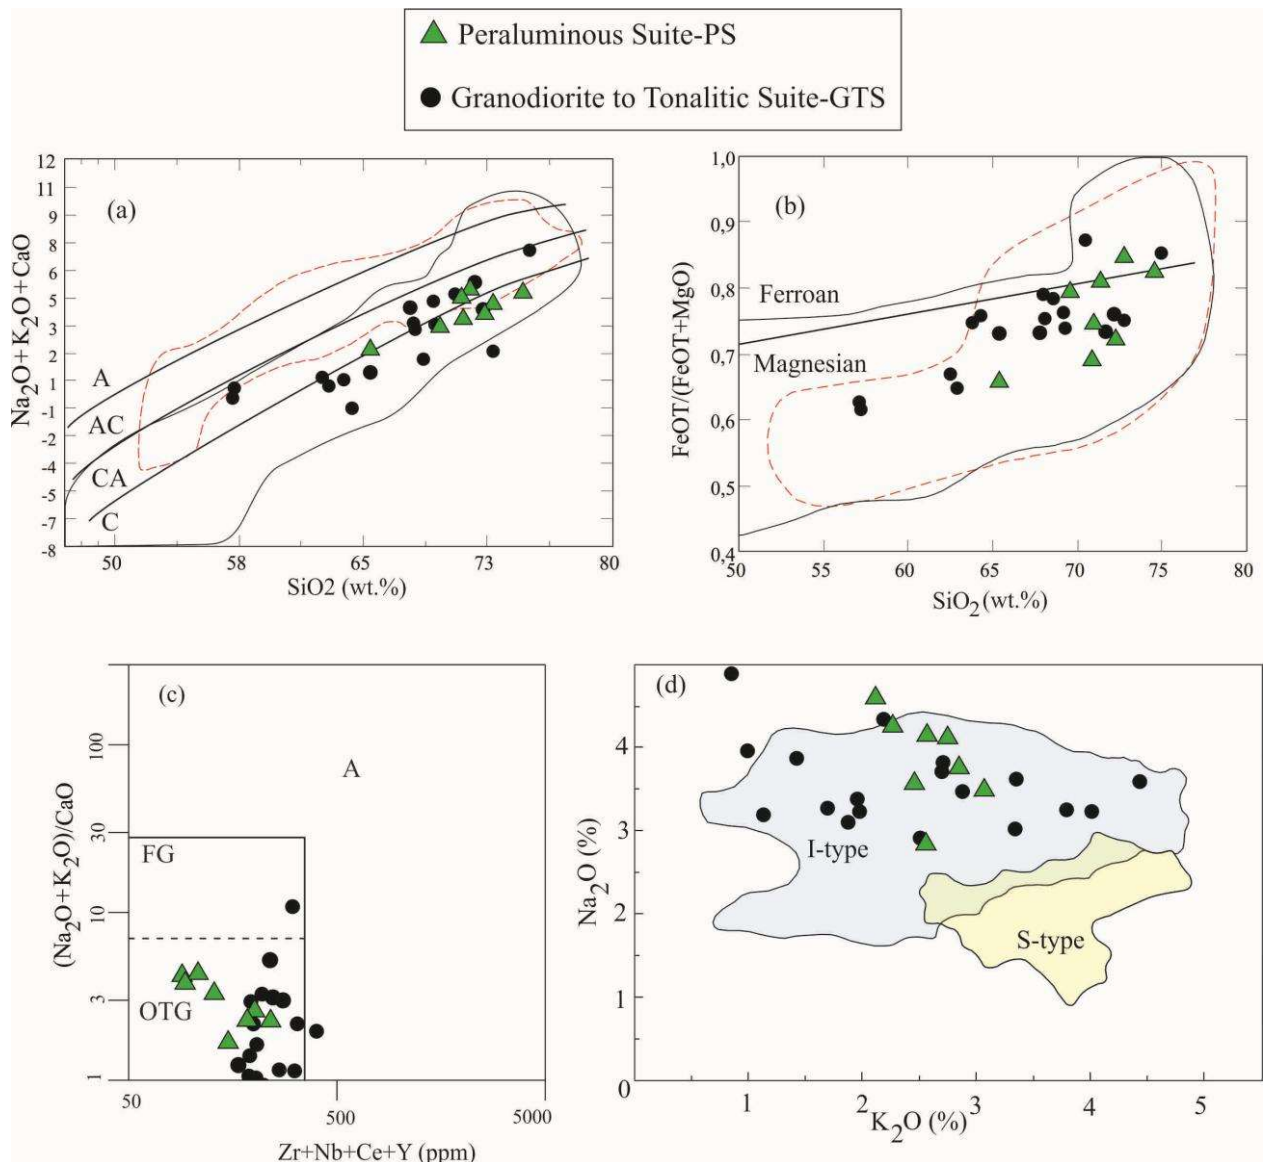 Peraluminous Suite-PS
Granodiorite to Tonalitic Suite-GTS
(a)
Na2O+K2O+CaO
12
11
9
8
6
5
3
2
1
-1
-2
-4
-5
-7
-8
A
AC
CA
C
50
58
65
73
80
SiO2 (wt.%)
(b)
FeOT/(FeOT+MgO)
1,0
0,9
0,8
0,7
0,6
0,5
0,4
Ferroan
Magnesian
50
55
60
65
70
75
80
SiO2 (wt.%)
(c)
(Na2O+K2O)/CaO
100
30
10
3
1
A
FG
OTG
50
500
5000
Zr+Nb+Ce+Y (ppm)
(d)
Na2O (%)
4
3
2
1
0
I-type
S-type
1
2
3
4
5
K2O (%)